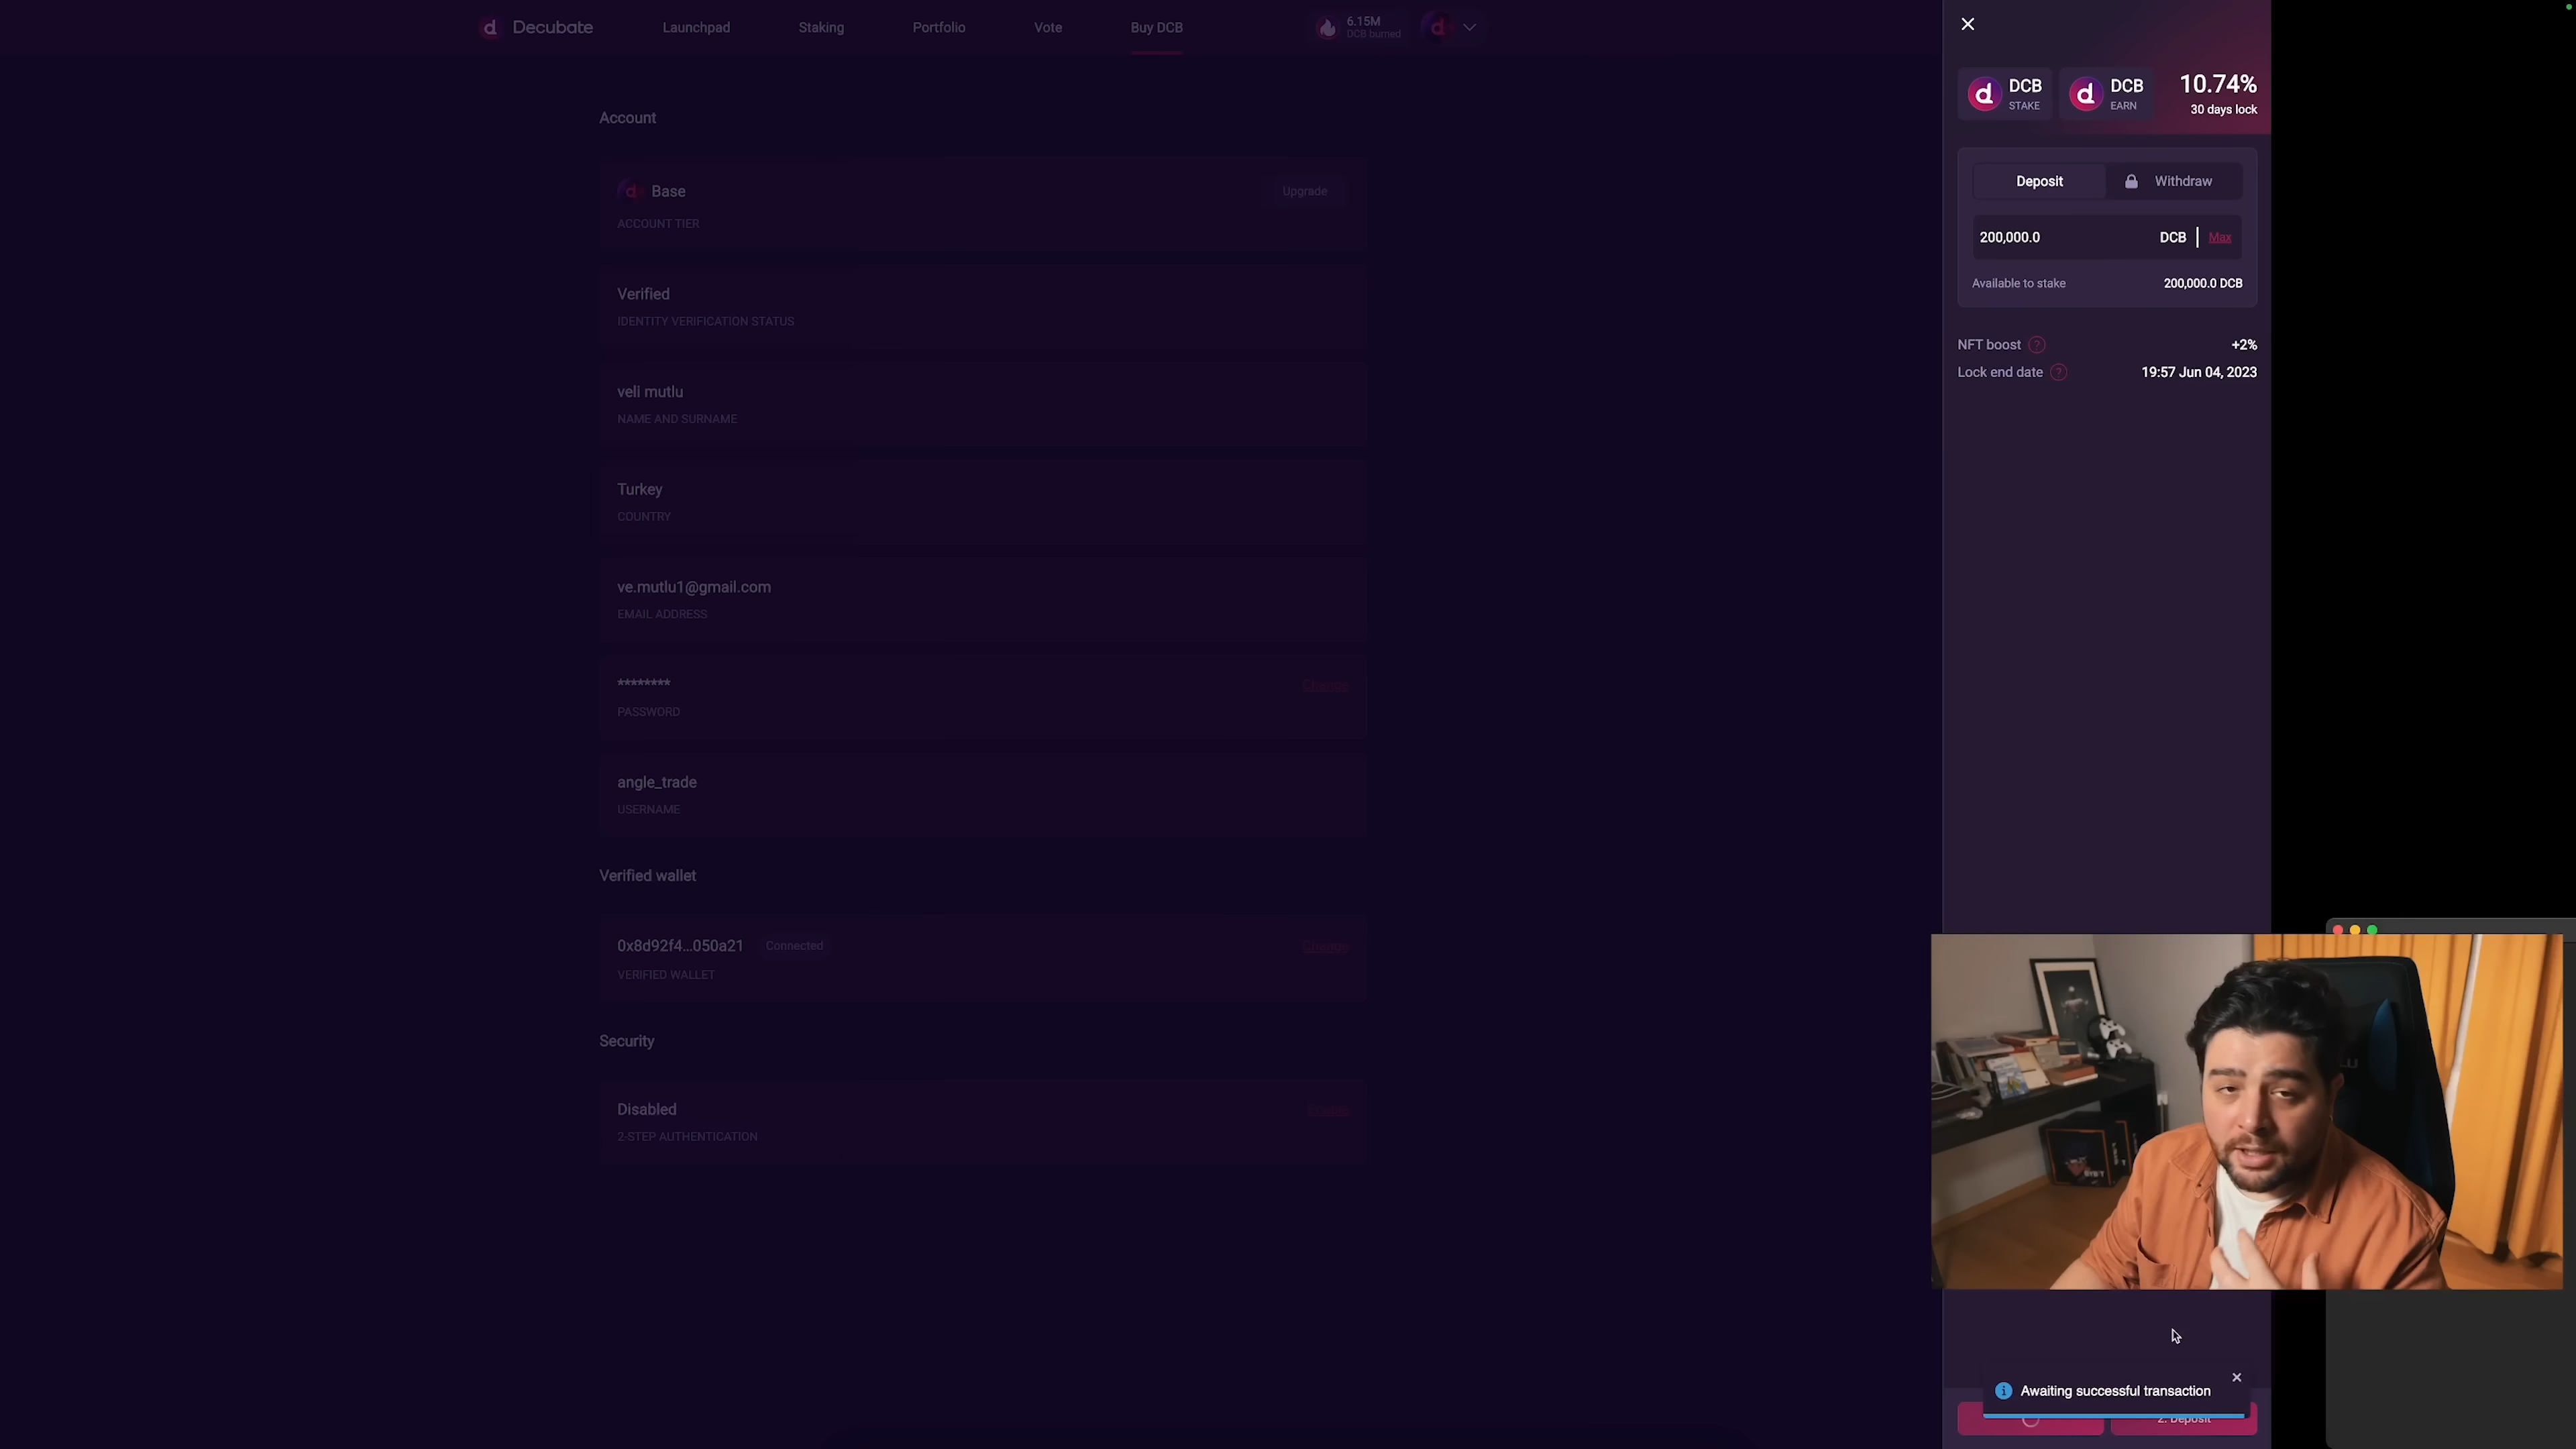 Decubate
Launchpad
Staking
Portfolio
Vote
Buy DCB
6.15M
DCB burned
Account
Base
Upgrade
ACCOUNT TIER
Verified
IDENTITY VERIFICATION STATUS
veli mutlu
NAME AND SURNAME
Turkey
COUNTRY
ve.mutlu1@gmail.com
EMAIL ADDRESS
********
Change
PASSWORD
angle_trade
USERNAME
Verified wallet
0x8d92f4...050a21
Connected
VERIFIED WALLET
Security
Disabled
2-STEP AUTHENTICATION
DCB
STAKE
DCB
EARN
10.74%
30 days lock
Deposit
Withdraw
200,000.0
DCB
Max
Available to stake
200,000.0 DCB
NFT boost ?
+2%
Lock end date ?
19:57 Jun 04, 2023
Awaiting successful transaction
2. Deposit